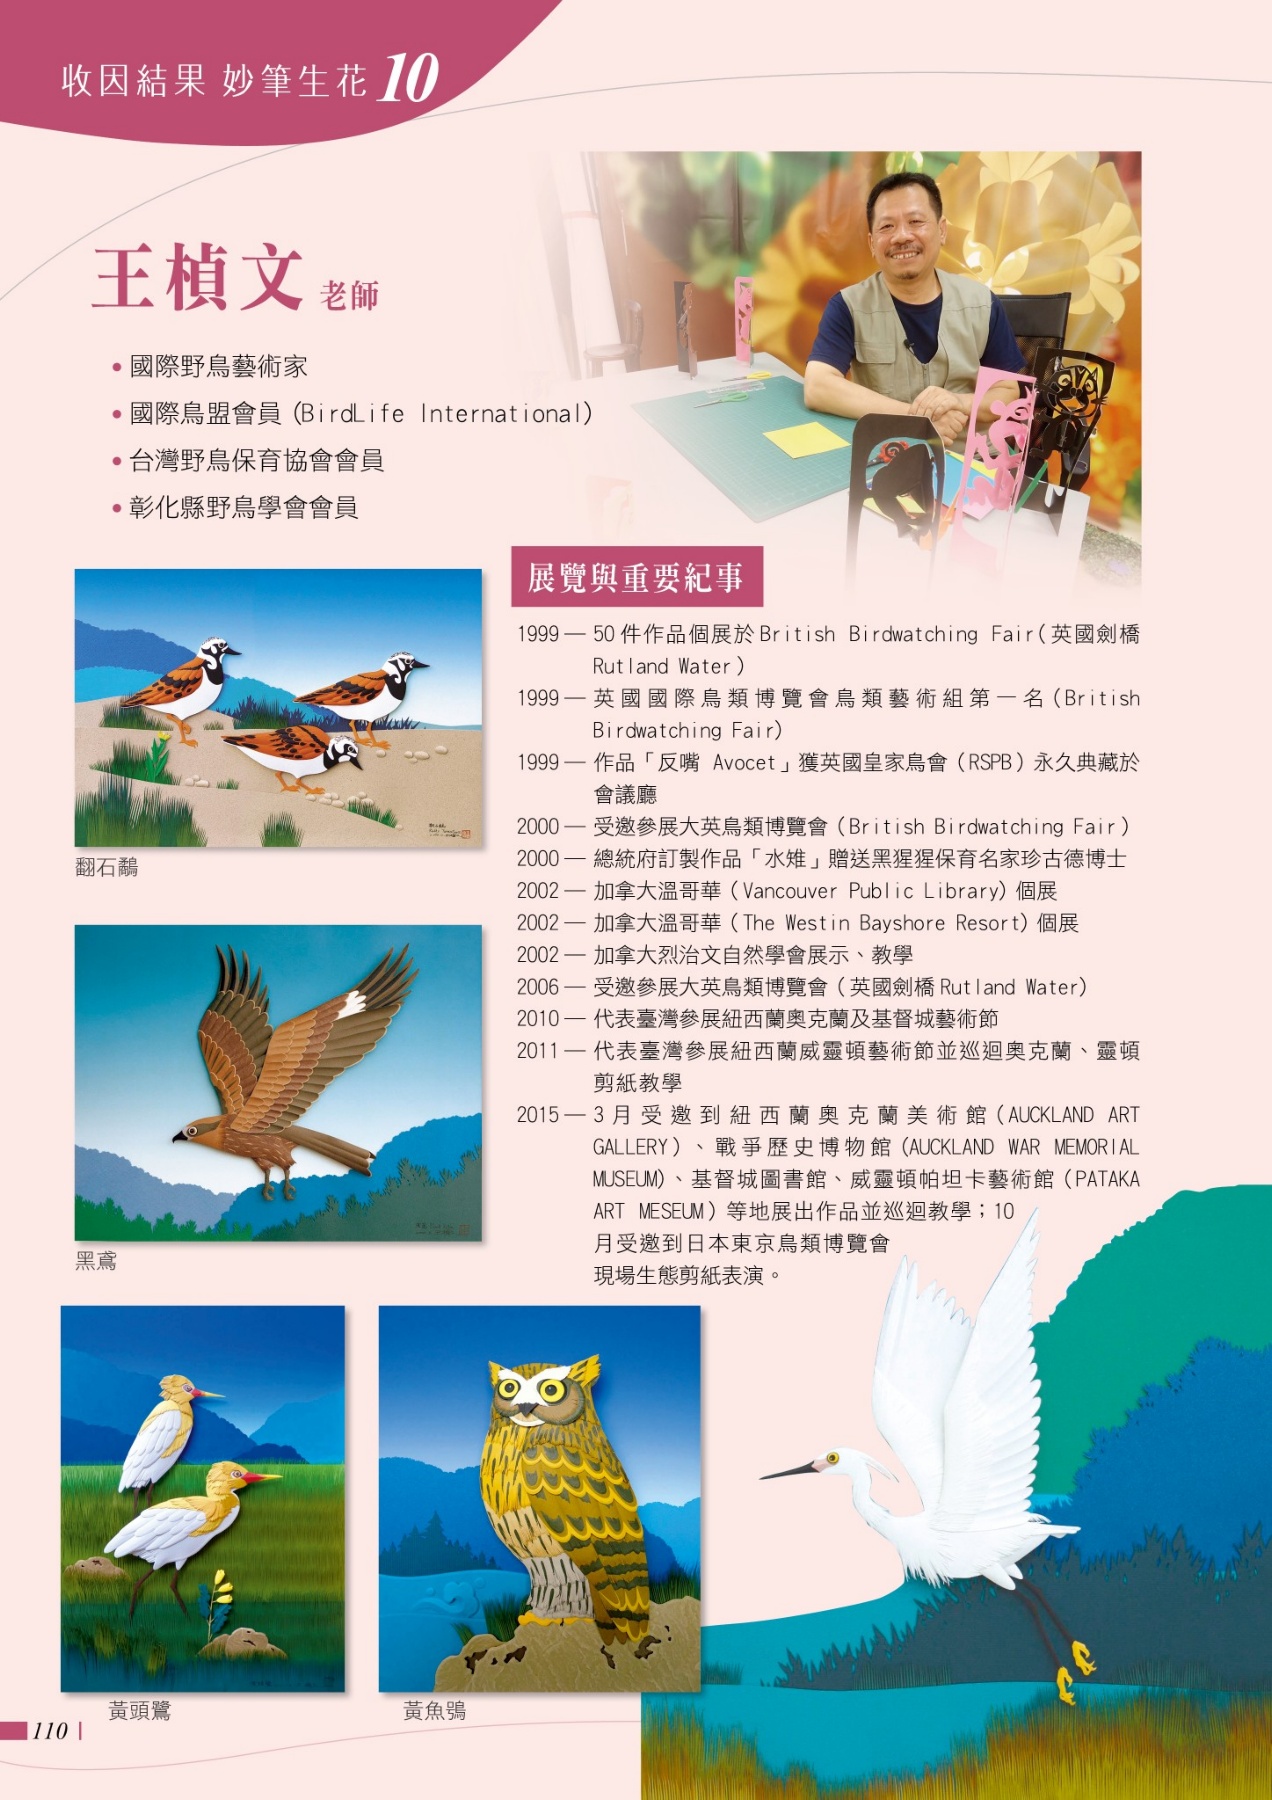 收因結果 妙筆生花 10
王楨文 老師
• 國際野鳥藝術家
• 國際鳥盟會員 (BirdLife International)
• 台灣野鳥保育協會會員
• 彰化縣野鳥學會會員
展覽與重要紀事
1999 — 50 件作品個展於 British Birdwatching Fair(英國劍橋
Rutland Water)
1999 — 英國國際鳥類博覽會鳥類藝術組第一名(British
Birdwatching Fair)
1999 — 作品「反嘴 Avocet」獲英國皇家鳥會(RSPB)永久典藏於
會議廳
2000 — 受邀參展大英鳥類博覽會(British Birdwatching Fair)
2000 — 總統府訂製作品「水雉」贈送黑猩猩保育名家珍古德博士
2002 — 加拿大溫哥華(Vancouver Public Library)個展
2002 — 加拿大溫哥華(The Westin Bayshore Resort)個展
2002 — 加拿大烈治文自然學會展示、教學
2006 — 受邀參展大英鳥類博覽會(英國劍橋 Rutland Water)
2010 — 代表臺灣參展紐西蘭奧克蘭及基督城藝術節
2011 — 代表臺灣參展紐西蘭威靈頓藝術節並巡迴奧克蘭、靈頓
剪紙教學
2015 — 3 月受邀到紐西蘭奧克蘭美術館(AUCKLAND ART
GALLERY)、戰爭歷史博物館(AUCKLAND WAR MEMORIAL
MUSEUM)、基督城圖書館、威靈頓帕坦卡藝術館(PATAKA
ART MESEUM)等地展出作品並巡迴教學；10
月受邀到日本東京鳥類博覽會
現場生態剪紙表演。
翻石鷸
黑鳶
黃頭鷺
黃魚鴞
110